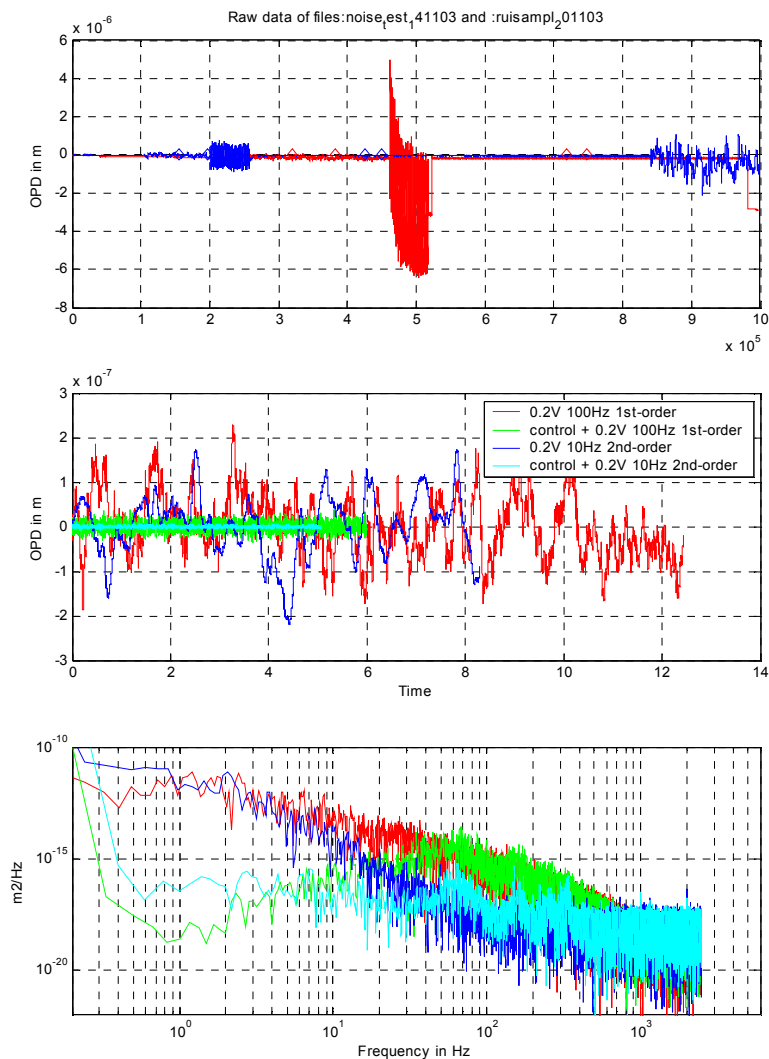 Raw data of files:noise_test_141103 and :ruisampl_201103
x 10^-6
6
4
2
0
-2
-4
-6
-8
OPD in m
0 1 2 3 4 5 6 7 8 9 10
x 10^5
x 10^-7
3
2
1
0
-1
-2
-3
OPD in m
0.2V 100Hz 1st-order
control + 0.2V 100Hz 1st-order
0.2V 10Hz 2nd-order
control + 0.2V 10Hz 2nd-order
0 2 4 6 8 10 12 14
Time
10^-10
10^-15
10^-20
m2/Hz
10^0 10^1 10^2 10^3
Frequency in Hz